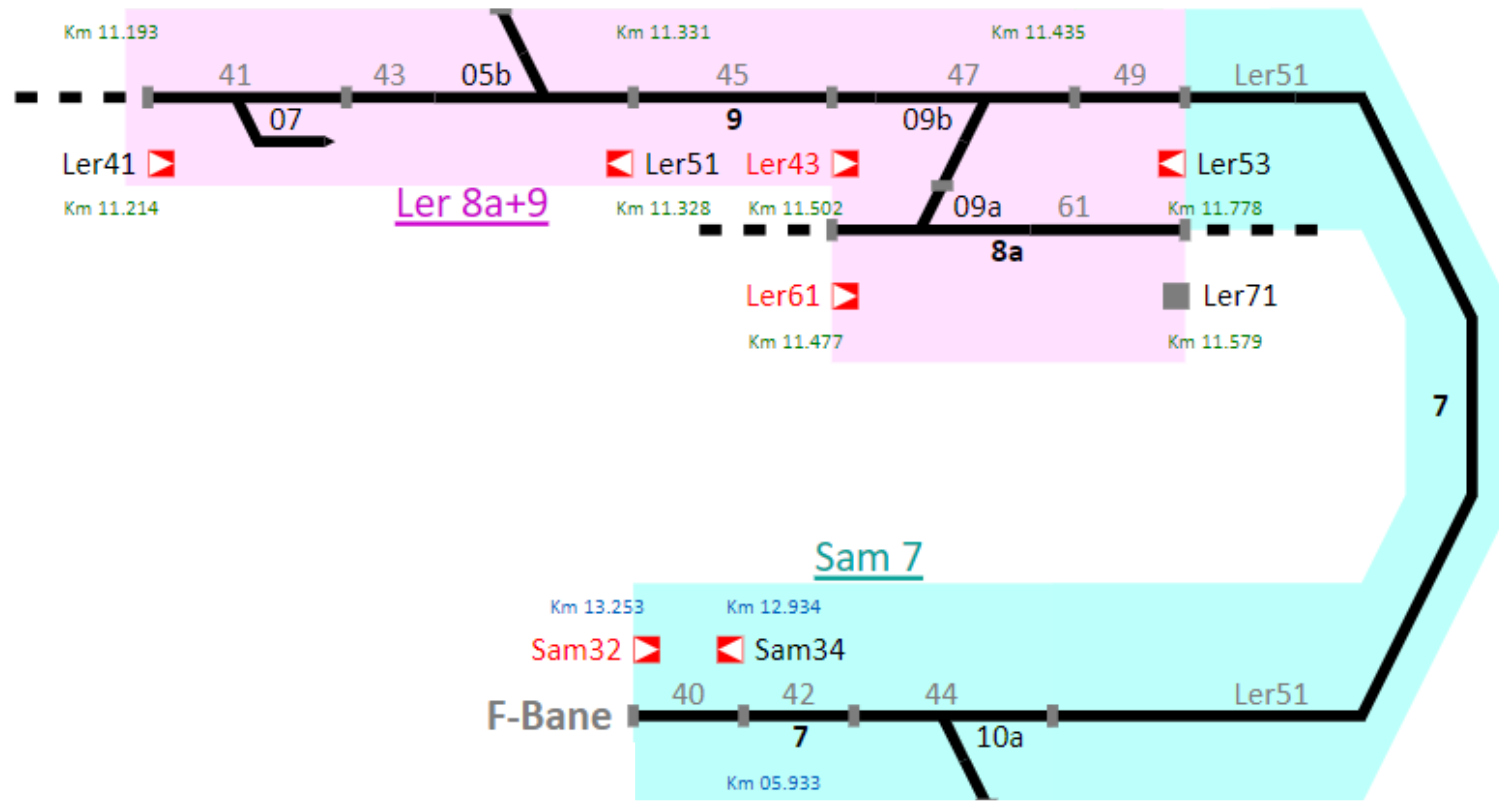 Km 11.193 Km 11.331 Km 11.435
41 43 05b 45 47 49 Ler51
07 9 09b
Ler41 Ler51 Ler43 Ler53
Km 11.214 Ler 8a+9 Km 11.328 Km 11.502 09a 61 Km 11.778
8a
Ler61 Ler71
Km 11.477 Km 11.579
7
Sam 7
Km 13.253 Km 12.934
Sam32 Sam34
40 42 44 Ler51
F-Bane 7 10a
Km 05.933